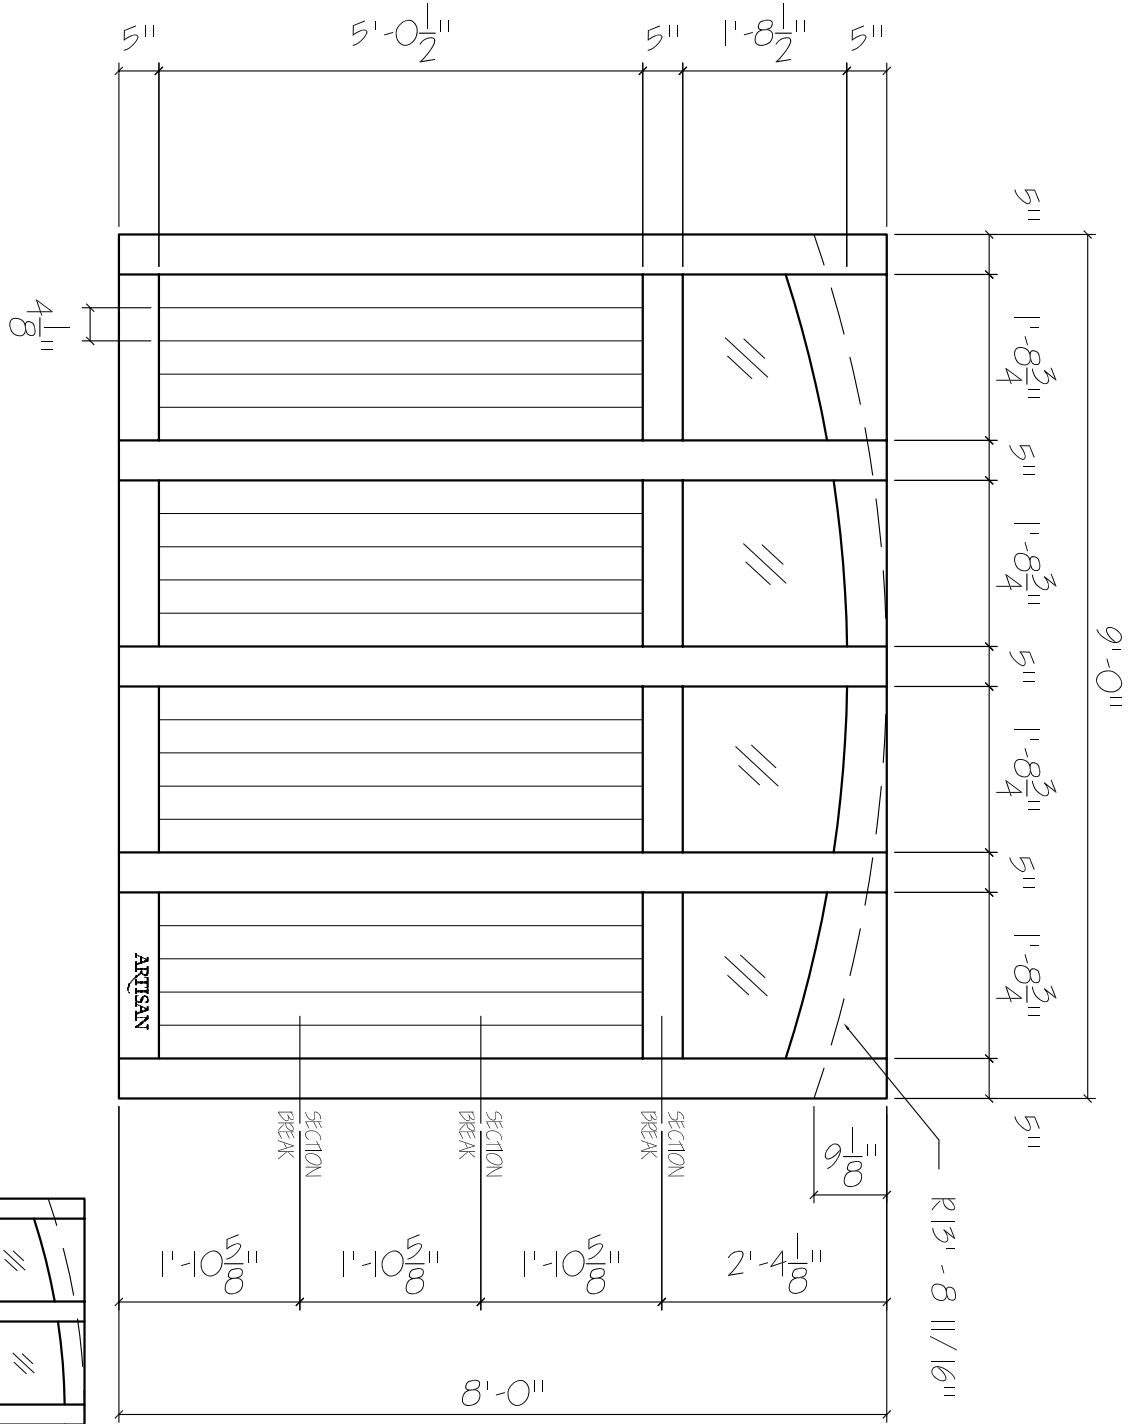 5" 5'-0 1/2" 5" 1'-8 1/2" 5"
5"
1'-8 3/4"
5"
1'-8 3/4"
5"
1'-8 3/4"
5"
1'-8 3/4"
5"
9'-0"
4 1/8"
ARTISAN
SECTION
BREAK
SECTION
BREAK
SECTION
BREAK
9 1/8"
R 13' - 8 11/16"
1'-10 5/8" 1'-10 5/8" 1'-10 5/8" 2'-4 1/8"
8'-0"